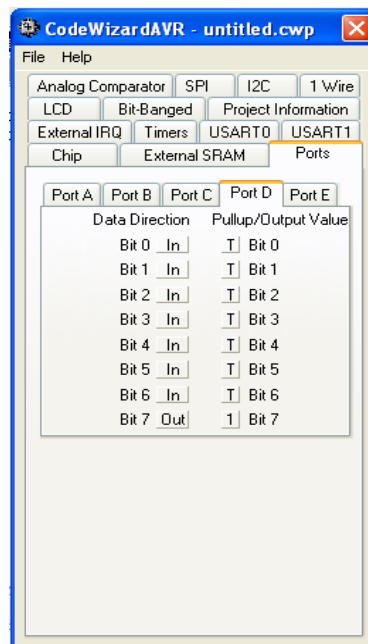 CodeWizardAVR - untitled.cwp
File Help
Analog Comparator SPI I2C 1 Wire
LCD Bit-Banged Project Information
External IRQ Timers USART0 USART1
Chip External SRAM Ports
Port A Port B Port C Port D Port E
Data Direction Pullup/Output Value
Bit 0 In T Bit 0
Bit 1 In T Bit 1
Bit 2 In T Bit 2
Bit 3 In T Bit 3
Bit 4 In T Bit 4
Bit 5 In T Bit 5
Bit 6 In T Bit 6
Bit 7 Out 1 Bit 7